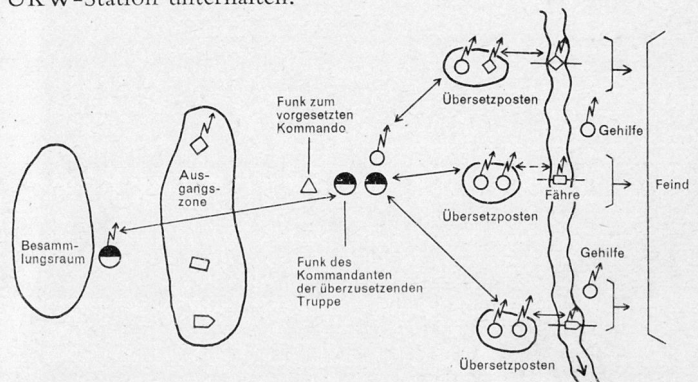 UKW-Station unterhalten.
Funk zum
vorgesetzten
Kommando
Übersetzposten
Gehilfe
Aus-
gangs-
zone
Übersetzposten
Fähre
Feind
Besamm-
lungsraum
Funk des
Kommandanten
der überzusetzenden
Truppe
Gehilfe
Übersetzposten